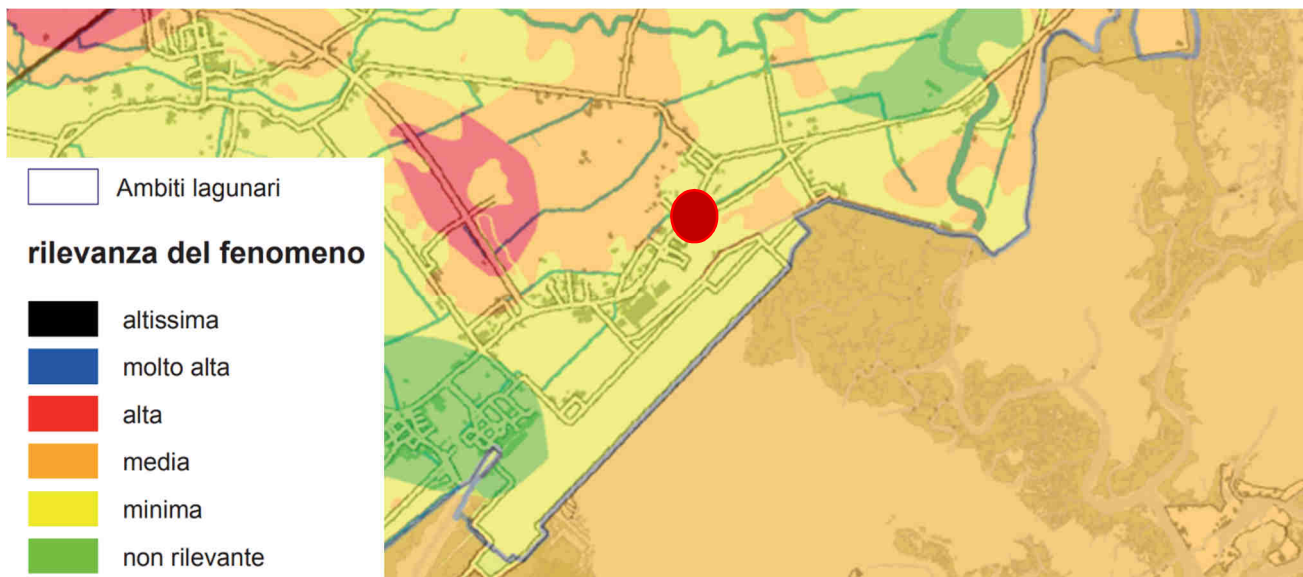 Ambiti lagunari
rilevanza del fenomeno
altissima
molto alta
alta
media
minima
non rilevante